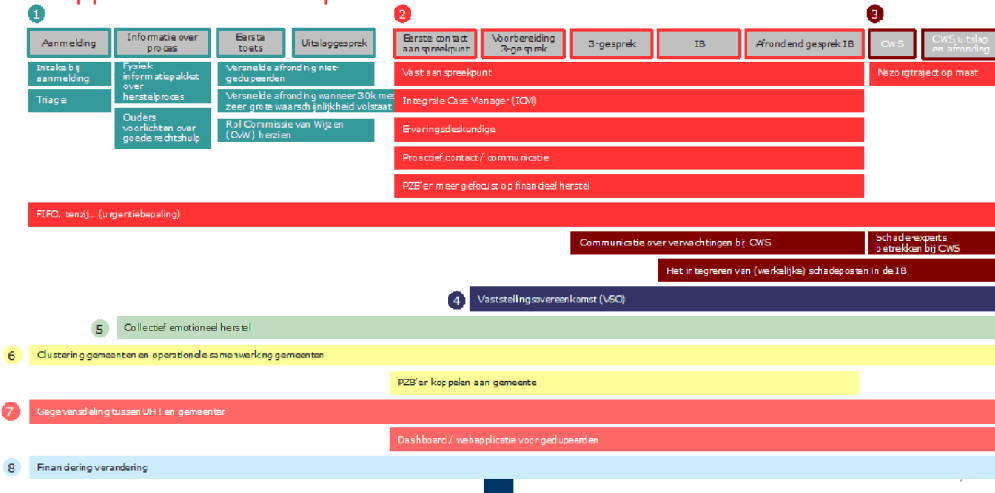 1
2
3
Aanmelding
Informatie over
proces
Eerste
toets
Uitslaggesprek
Eerste contact
aanspreekpunt
Voorbereiding
3-gesprek
3-gesprek
IB
Afrondend gesprek IB
CWS
CWS uitslag
en afronding
Intake bij
aanmelding
Fysiek
informatiepakket
over
herstelproces
Versnelde afronding niet-
gedupeerden
Vast aanspreekpunt
Nazorgtraject op maat
Triage
Versnelde afronding wanneer 30k met
zeer grote waarschijnlijkheid volstaat
Integrale Case Manager (ICM)
Ouders
voorlichten over
goede rechtshulp
Rol Commissie van Wijzen
(CvW) herzien
Ervaringsdeskundige
Proactief contact / communicatie
PZB'er meer gefocust op financieel herstel
FIFO, tenzij.. (urgentiebepaling)
Communicatie over verwachtingen bij CWS
Schade-experts
betrekken bij CWS
Het integreren van (werkelijke) schadeposten in de IB
4
Vaststellingsovereenkomst (VSO)
5
Collectief emotioneel herstel
6
Clustering gemeenten en operationele samenwerking gemeenten
PZB'er koppelen aan gemeente
7
Gegevensdeling tussen UHT en gemeenten
Dashboard / webapplicatie voor gedupeerden
8
Financiering verandering